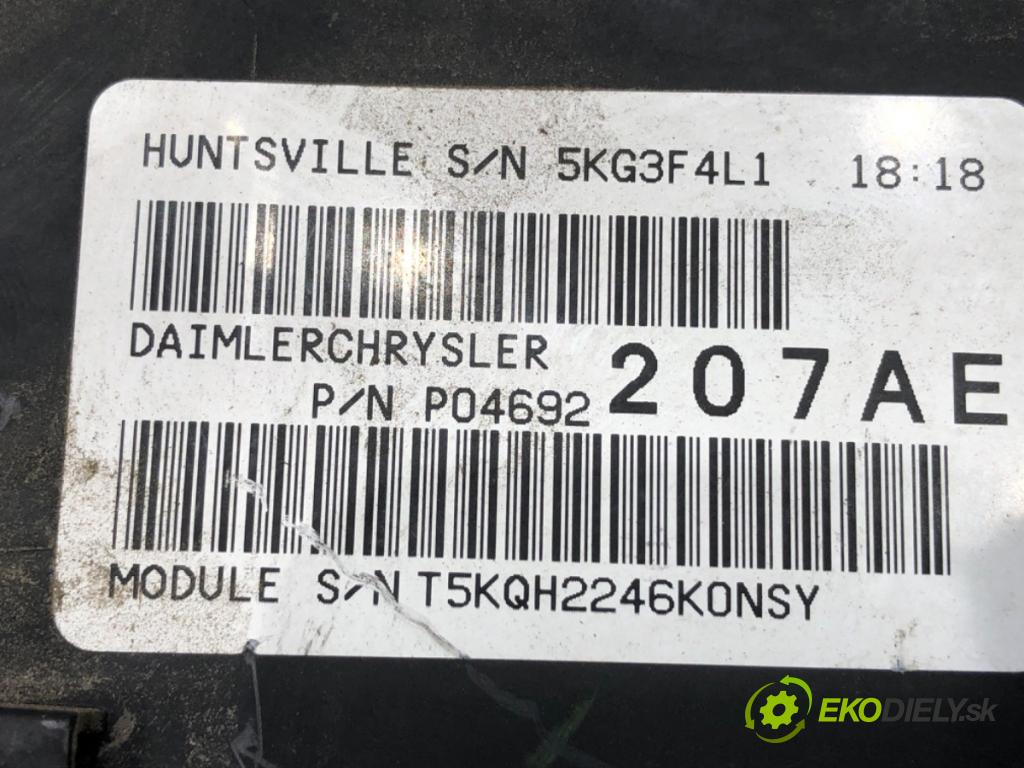 HUNTSVILLE S/N 5KG3F4L1 18:18
DAIMLERCHRYSLER
P/N P04692 207AE
MODULE S/N T5KQH2246K0NSY
EKODIELY.sk